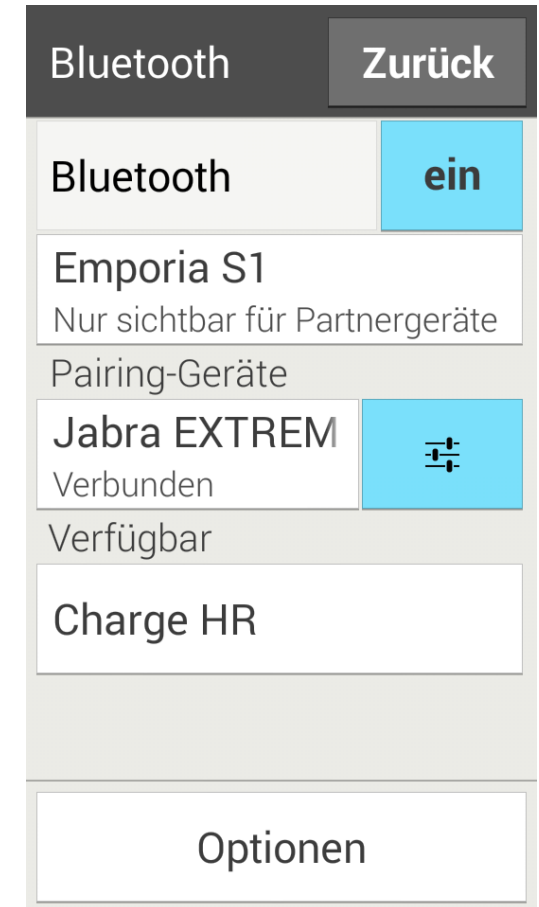 Bluetooth Zurück
Bluetooth ein
Emporia S1
Nur sichtbar für Partnergeräte
Pairing-Geräte
Jabra EXTREM
Verbunden
Verfügbar
Charge HR
Optionen